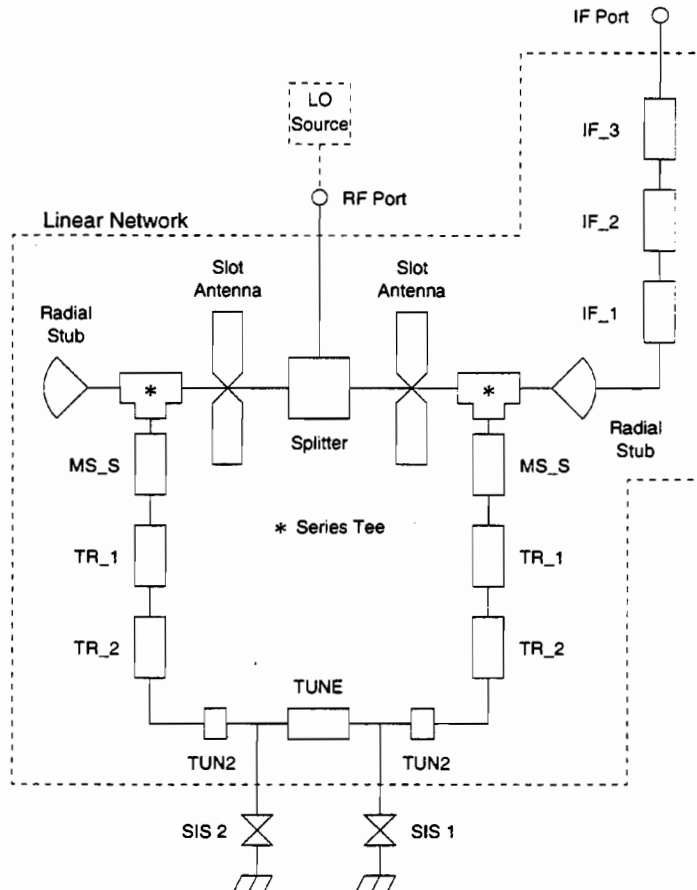 IF Port
LO
Source
IF_3
RF Port
Linear Network
IF_2
Slot
Antenna
Slot
Antenna
Radial
Stub
IF_1
*
*
Splitter
Radial
Stub
MS_S
MS_S
* Series Tee
TR_1
TR_1
TR_2
TR_2
TUNE
TUN2
TUN2
SIS 2
SIS 1